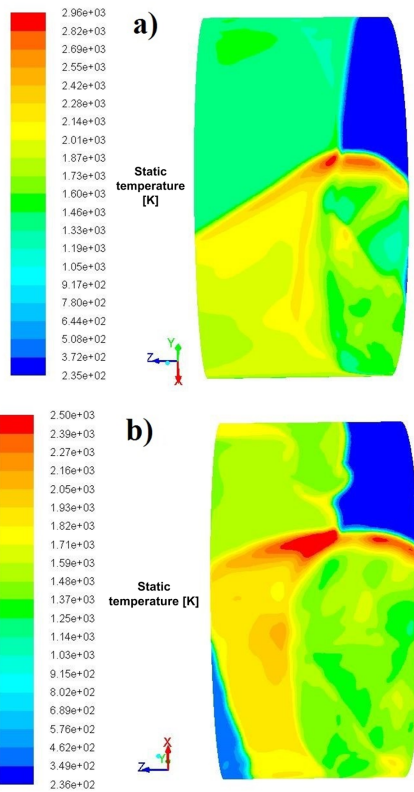 a)
2.96e+03
2.82e+03
2.69e+03
2.55e+03
2.42e+03
2.28e+03
2.14e+03
2.01e+03
1.87e+03
1.73e+03
1.60e+03
1.46e+03
1.33e+03
1.19e+03
1.05e+03
9.17e+02
7.80e+02
6.44e+02
5.08e+02
3.72e+02
2.35e+02
Static
temperature
[K]
Y
Z
X
b)
2.50e+03
2.39e+03
2.27e+03
2.16e+03
2.05e+03
1.93e+03
1.82e+03
1.71e+03
1.59e+03
1.48e+03
1.37e+03
1.25e+03
1.14e+03
1.03e+03
9.15e+02
8.02e+02
6.89e+02
5.76e+02
4.62e+02
3.49e+02
2.36e+02
Static
temperature [K]
X
Y
Z